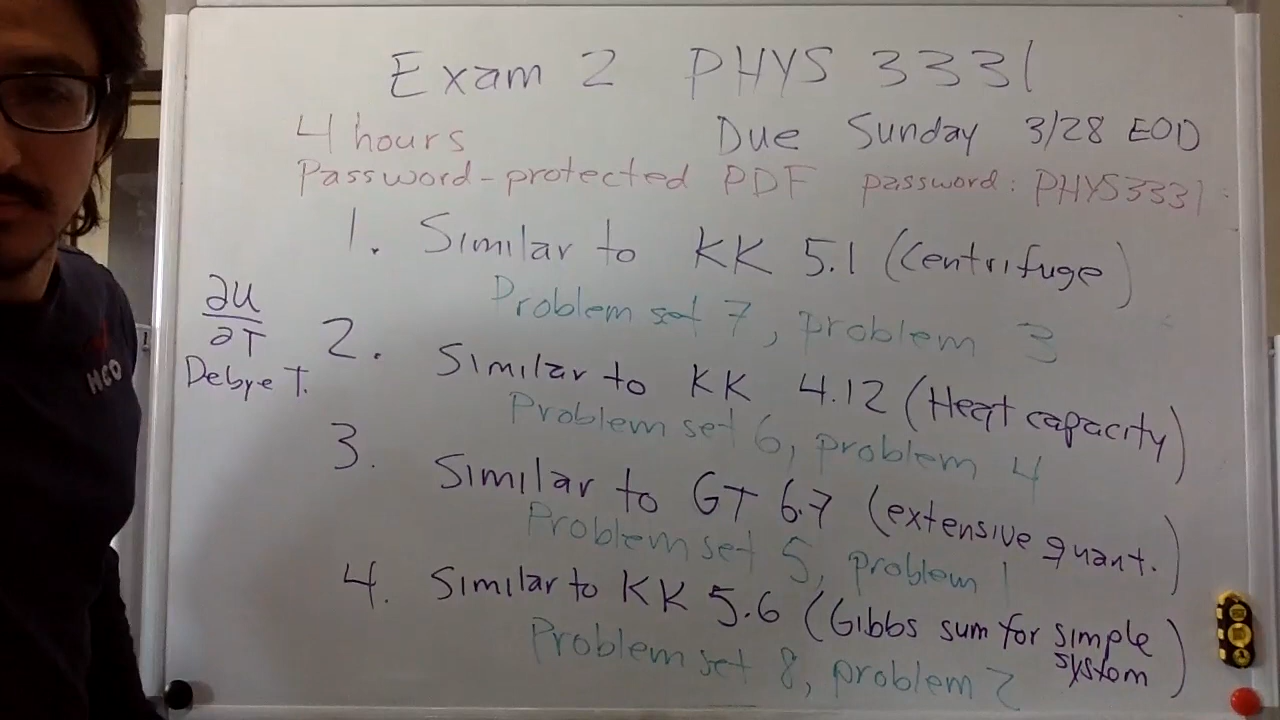 Exam 2 PHYS 3331
4 hours Due Sunday 3/28 EOD
Password-protected PDF password: PHYS3331
1. Similar to KK 5.1 (Centrifuge)
Problem set 7, problem 3
∂U
∂T
Debye T.
2. Similar to KK 4.12 (Heat capacity)
Problem set 6, problem 4
3. Similar to GT 6.7 (extensive quant.)
Problem set 5, problem 1
4. Similar to KK 5.6 (Gibbs sum for simple system)
Problem set 8, problem 2
HCO